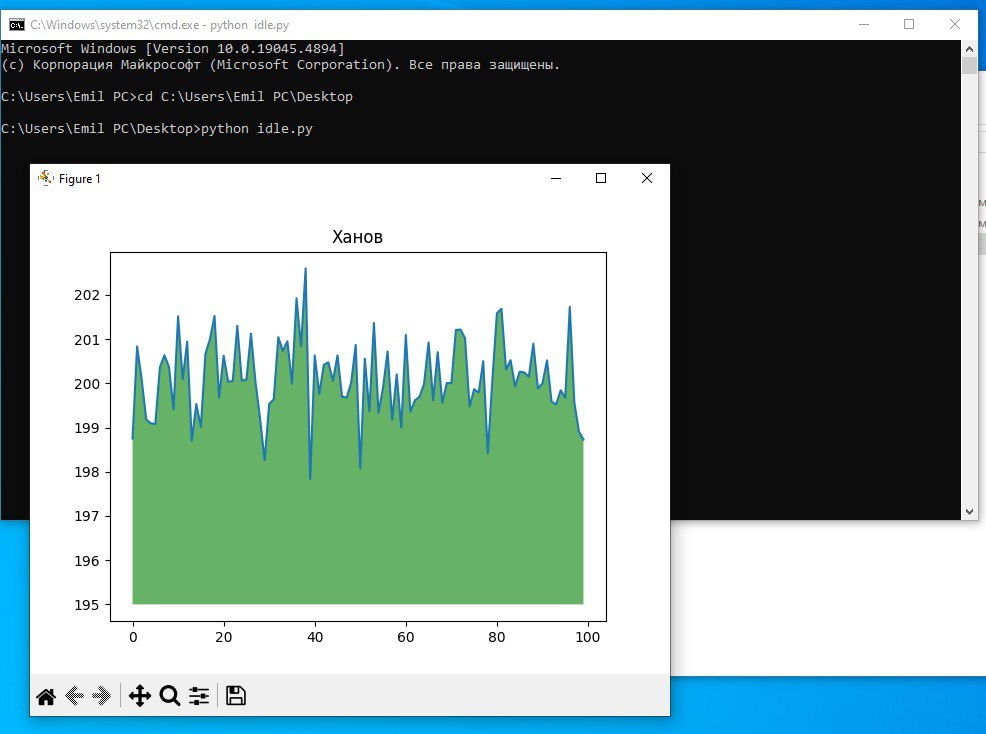 C:\Windows\system32\cmd.exe - python idle.py
Microsoft Windows [Version 10.0.19045.4894]
(c) Корпорация Майкрософт (Microsoft Corporation). Все права защищены.
C:\Users\Emil PC>cd C:\Users\Emil PC\Desktop
C:\Users\Emil PC\Desktop>python idle.py
Figure 1
Ханов
202
201
200
199
198
197
196
195
0 20 40 60 80 100